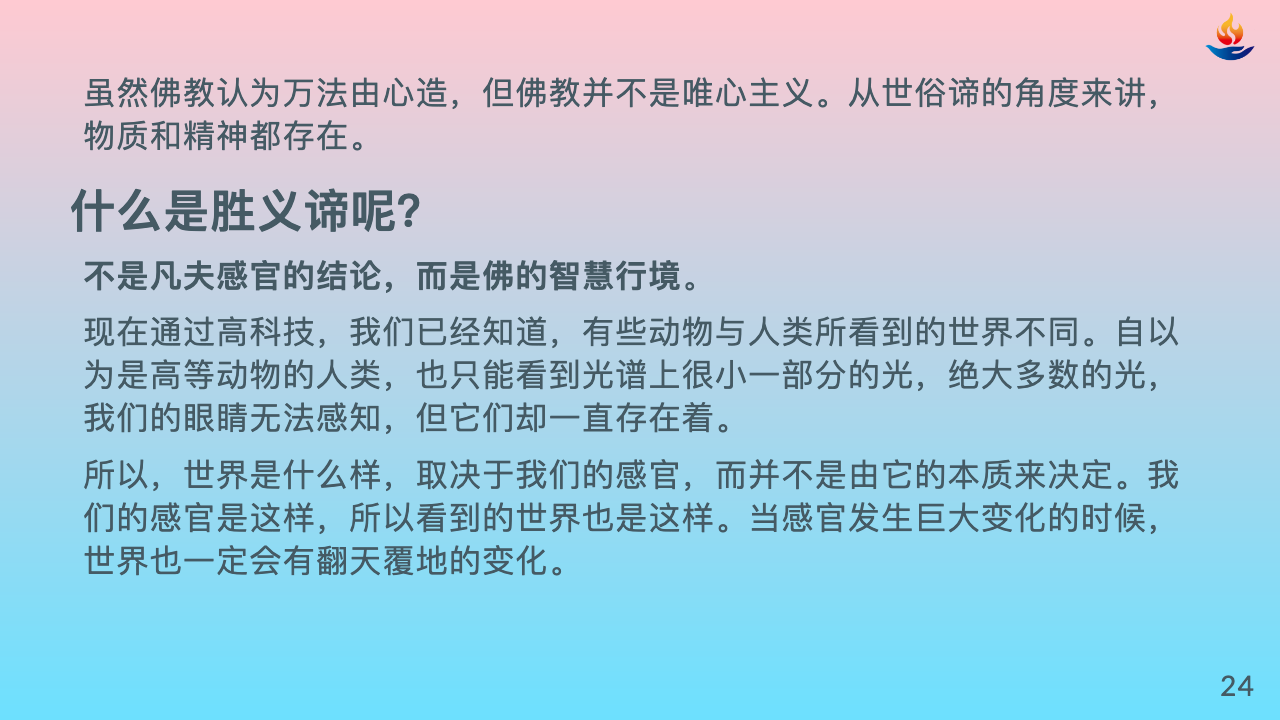 虽然佛教认为万法由心造，但佛教并不是唯心主义。从世俗谛的角度来讲，
物质和精神都存在。
什么是胜义谛呢？
不是凡夫感官的结论，而是佛的智慧行境。
现在通过高科技，我们已经知道，有些动物与人类所看到的世界不同。自以
为是高等动物的人类，也只能看到光谱上很小一部分的光，绝大多数的光，
我们的眼睛无法感知，但它们却一直存在着。
所以，世界是什么样，取决于我们的感官，而并不是由它的本质来决定。我
们的感官是这样，所以看到的世界也是这样。当感官发生巨大变化的时候，
世界也一定会有翻天覆地的变化。
24